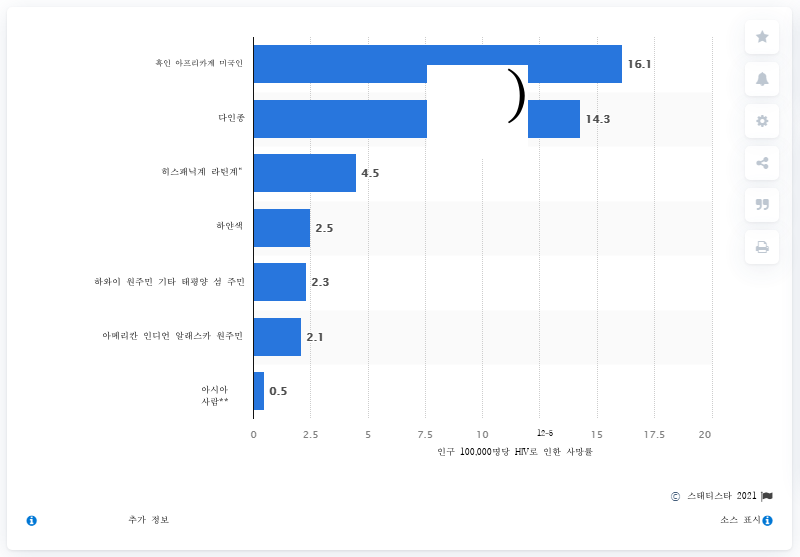 흑인 아프리카계 미국인
16.1
)
다인종
14.3
히스패닉계 라틴계"
4.5
하얀색
2.5
하와이 원주민 기타 태평양 섬 주민
2.3
아메리칸 인디언 알래스카 원주민
2.1
아시아
사람**
0.5
0 2.5 5 7.5 10 12-5 15 17.5 20
인구 100,000명당 HIV로 인한 사망률
© 스태티스타 2021
추가 정보
소스 표시